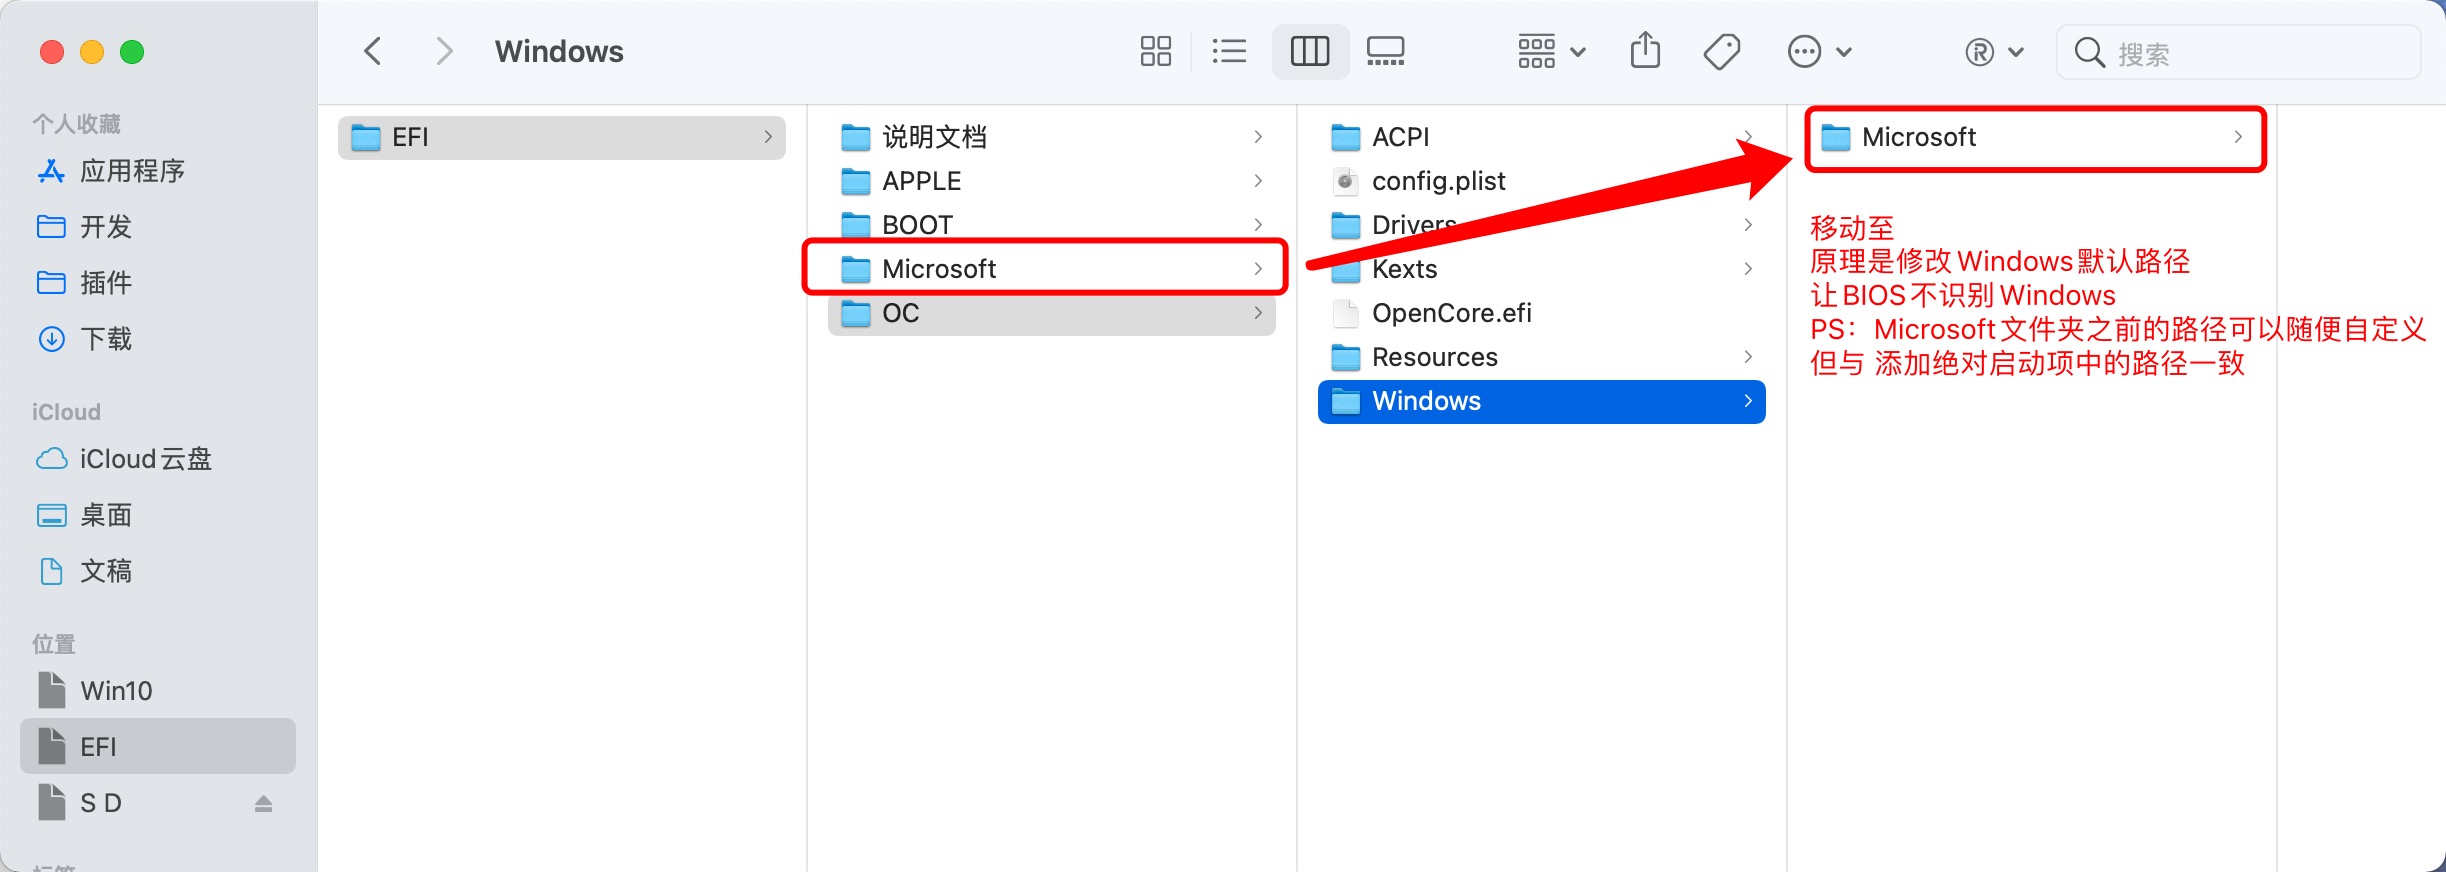 Windows
搜索
个人收藏
应用程序
开发
插件
下载
iCloud
iCloud云盘
桌面
文稿
位置
Win10
EFI
S D
EFI
说明文档
APPLE
BOOT
Microsoft
OC
ACPI
config.plist
Drivers
Kexts
OpenCore.efi
Resources
Windows
Microsoft
移动至
原理是修改Windows默认路径
让BIOS不识别Windows
PS：Microsoft文件夹之前的路径可以随便自定义
但与 添加绝对启动项中的路径一致